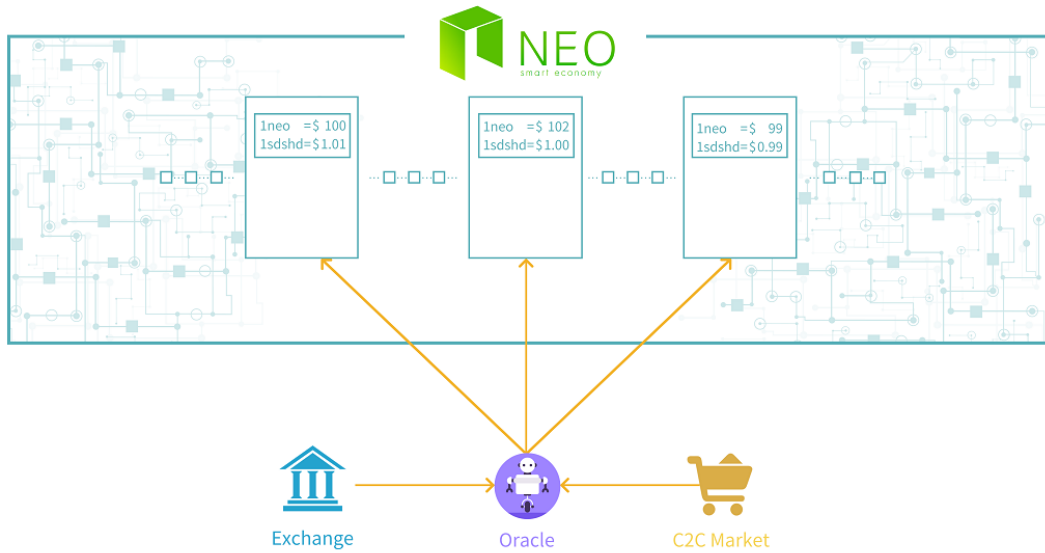 NEO
smart economy
1neo =$ 100
1sdshd=$1.01
1neo =$ 102
1sdshd=$1.00
1neo =$ 99
1sdshd=$0.99
Exchange
Oracle
C2C Market